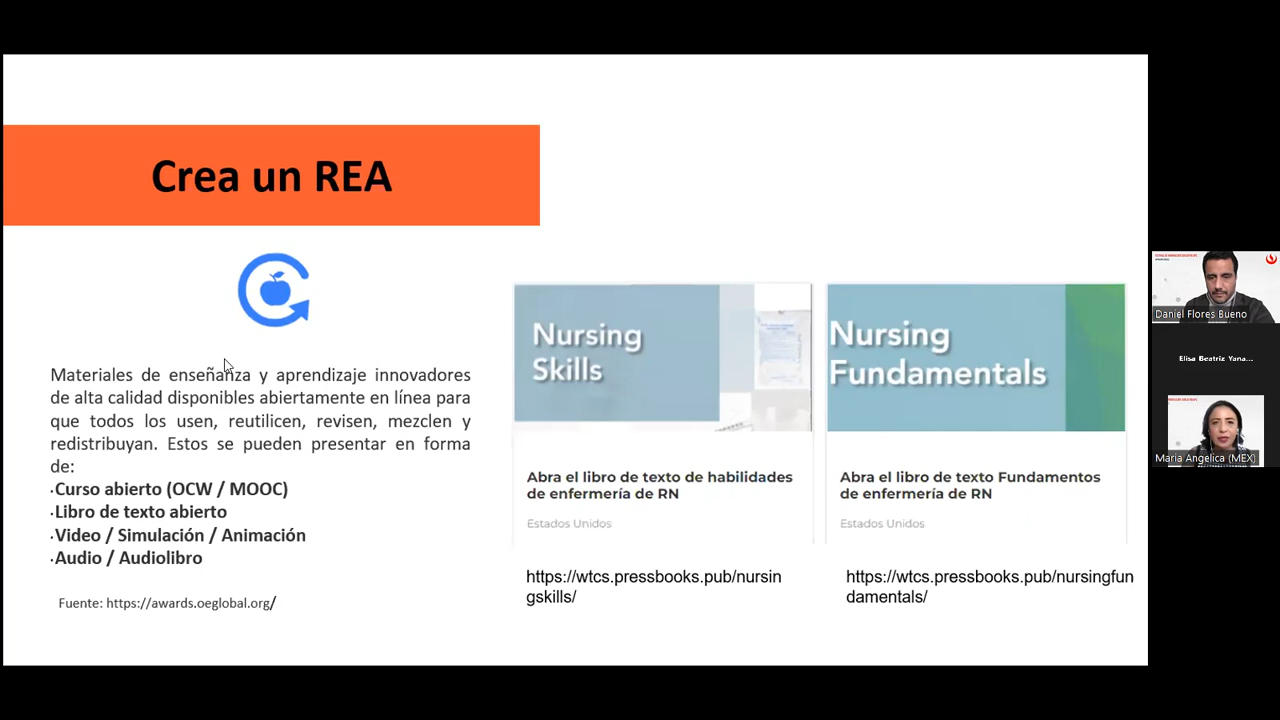 Crea un REA
Materiales de enseñanza y aprendizaje innovadores
de alta calidad disponibles abiertamente en línea para
que todos los usen, reutilicen, revisen, mezclen y
redistribuyan. Estos se pueden presentar en forma
de:
·Curso abierto (OCW / MOOC)
·Libro de texto abierto
·Video / Simulación / Animación
·Audio / Audiolibro
Fuente: https://awards.oeglobal.org/
Nursing
Skills
Abra el libro de texto de habilidades
de enfermería de RN
Estados Unidos
https://wtcs.pressbooks.pub/nursin
gskills/
Nursing
Fundamentals
Abra el libro de texto Fundamentos
de enfermería de RN
Estados Unidos
https://wtcs.pressbooks.pub/nursingfun
damentals/
Daniel Flores Bueno
Elisa Beatriz Yana...
Maria Angelica (MEX)